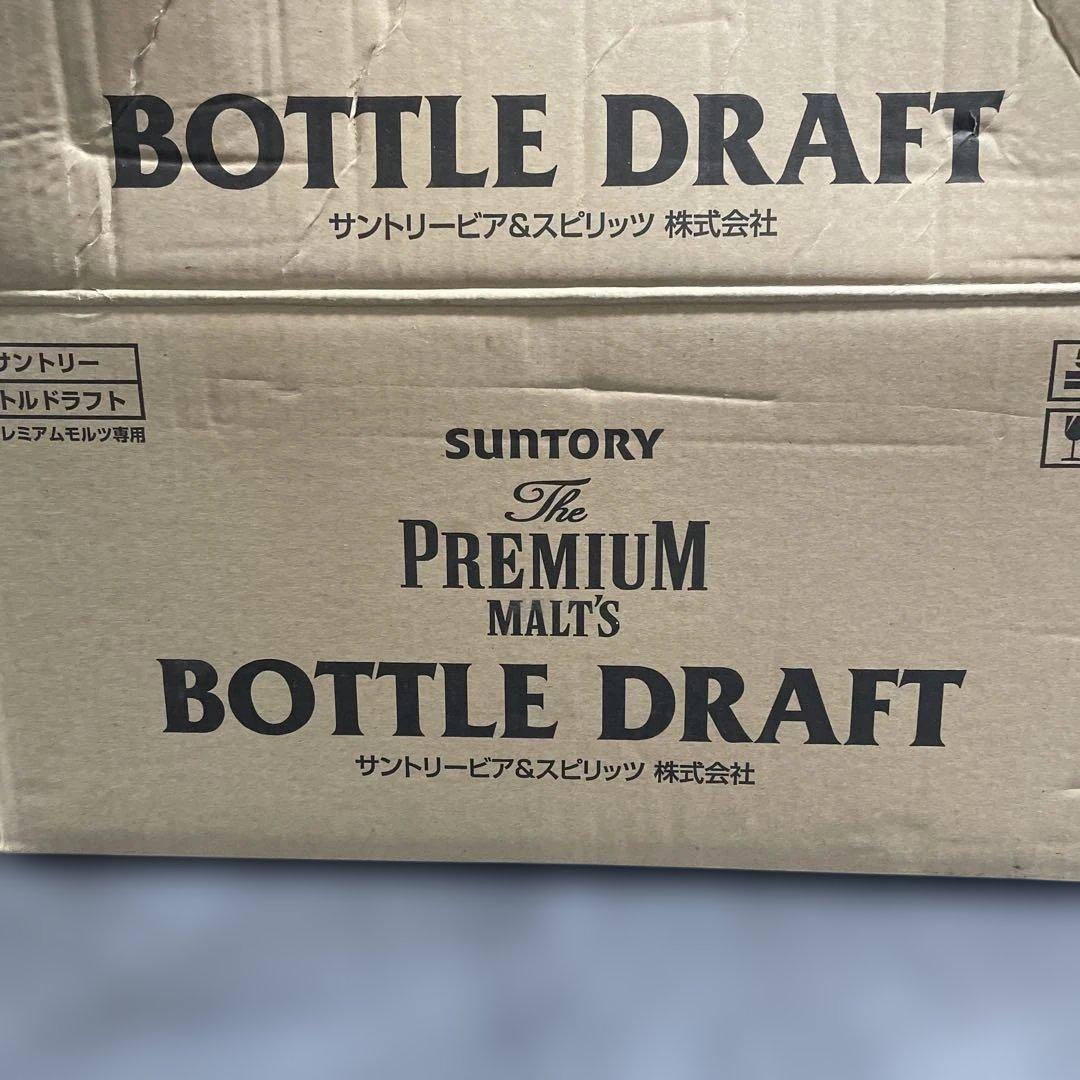 BOTTLE DRAFT
サントリービア&スピリッツ 株式会社
サントリー
トルドラフト
レミアムモルツ専用
SUNTORY
The
PREMIUM
MALT'S
BOTTLE DRAFT
サントリービア&スピリッツ 株式会社